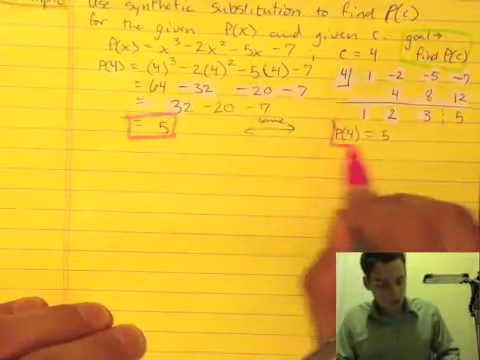 Use synthetic substitution to find P(c)
for the given P(x) and given c.
goal→
find P(c)
P(x) = x³ - 2x² - 5x - 7, c = 4
P(4) = (4)³ - 2(4)² - 5(4) - 7
= 64 - 32 - 20 - 7
= 32 - 20 - 7
= 5
same
4| 1 -2 -5 -7
4 8 12
1 2 3 5
P(4) = 5